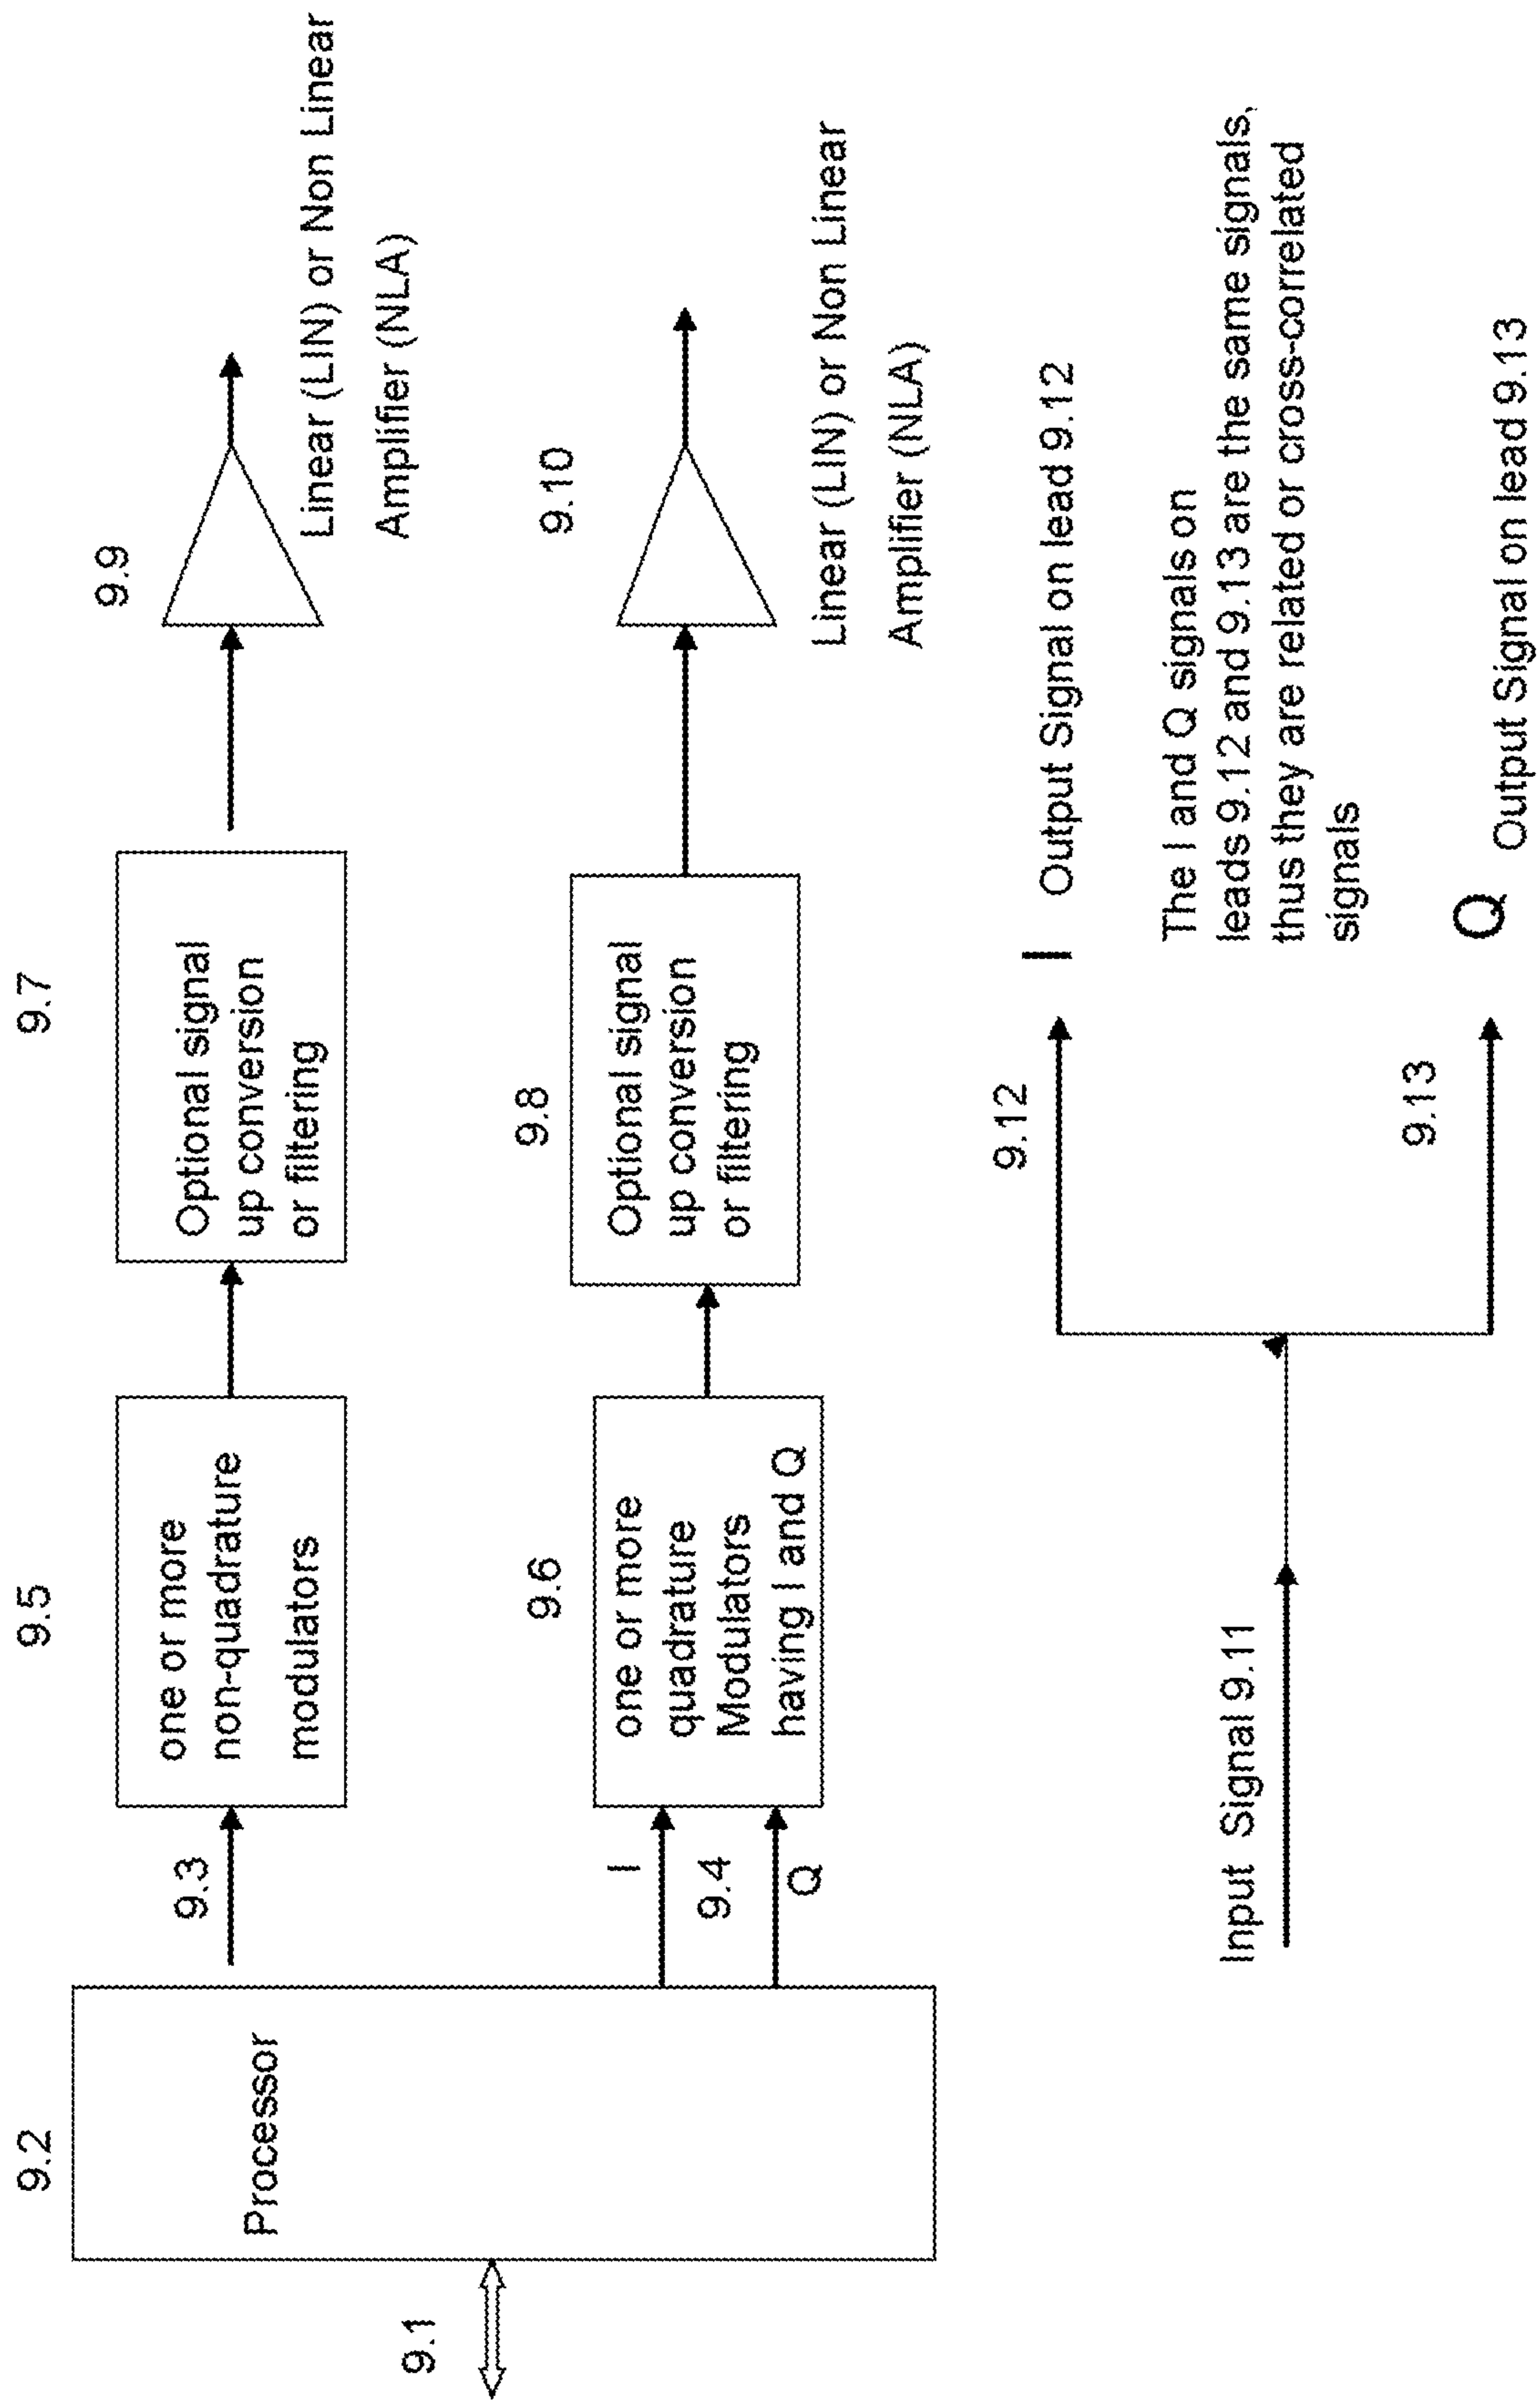 9.1
9.2
Processor
9.3
9.5
one or more
non-quadrature
modulators
9.7
Optional signal
up conversion
or filtering
9.9
Linear (LIN) or Non Linear
Amplifier (NLA)
I
9.4
Q
9.6
one or more
quadrature
Modulators
having I and Q
9.8
Optional signal
up conversion
or filtering
9.10
Linear (LIN) or Non Linear
Amplifier (NLA)
Input Signal 9.11
9.12
I Output Signal on lead 9.12
The I and Q signals on
leads 9.12 and 9.13 are the same signals,
thus they are related or cross-correlated
signals
9.13
Q Output Signal on lead 9.13